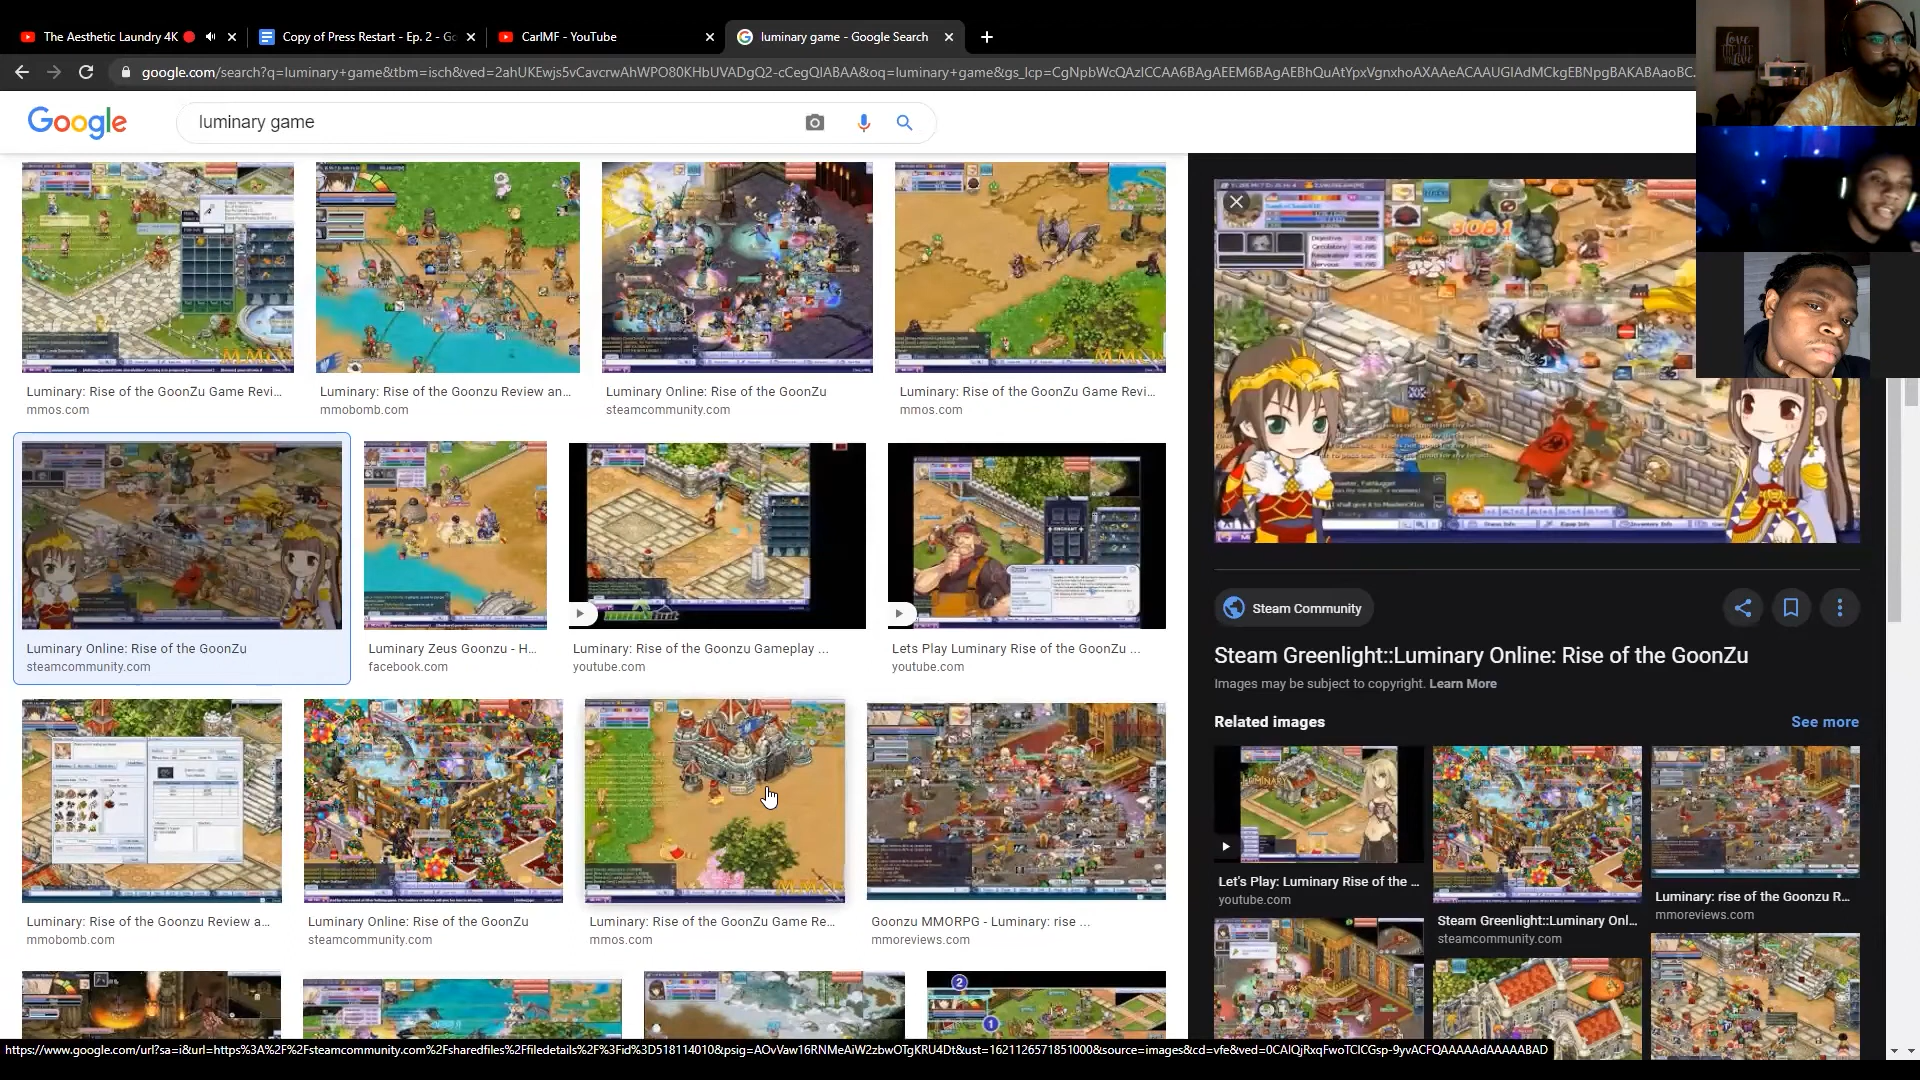 The Aesthetic Laundry 4K
Copy of Press Restart - Ep. 2 - Go
CarlMF - YouTube
luminary game - Google Search
google.com/search?q=luminary+game&tbm=isch&ved=2ahUKEwjs5vCavcrwAhWPO80KHbUVADgQ2-cCegQIABAA&oq=luminary+game&gs_lcp=CgNpbWcQAzICCAA6BAgAEEM6BAgAEBhQuAtYpxVgnxhoAXAAeACAAUGIAdMCkgEBNpgBAKABAaoBC...
Google
luminary game
Luminary: Rise of the GoonZu Game Revi...
mmos.com
Luminary: Rise of the Goonzu Review an...
mmobomb.com
Luminary Online: Rise of the GoonZu
steamcommunity.com
Luminary: Rise of the GoonZu Game Revi...
mmos.com
Luminary Online: Rise of the GoonZu
steamcommunity.com
Luminary Zeus Goonzu - H...
facebook.com
Luminary: Rise of the Goonzu Gameplay ...
youtube.com
Lets Play Luminary Rise of the GoonZu ...
youtube.com
Luminary: Rise of the Goonzu Review a...
mmobomb.com
Luminary Online: Rise of the GoonZu
steamcommunity.com
Luminary: Rise of the GoonZu Game Re...
mmos.com
Goonzu MMORPG - Luminary: rise ...
mmoreviews.com
2
1
3081
Steam Community
Steam Greenlight::Luminary Online: Rise of the GoonZu
Images may be subject to copyright. Learn More
Related images
See more
Let's Play: Luminary Rise of the ...
youtube.com
Steam Greenlight::Luminary Onl...
steamcommunity.com
Luminary: rise of the Goonzu R...
mmoreviews.com
https://www.google.com/url?sa=i&url=https%3A%2F%2Fsteamcommunity.com%2Fsharedfiles%2Ffiledetails%2F%3Fid%3D518114010&psig=AOvVaw16RNMeAiW2zbwOTgKRU4Dt&ust=1621126571851000&source=images&cd=vfe&ved=0CAIQjRxqFwoTCICGsp-9yvACFQAAAAAdAAAAABAD